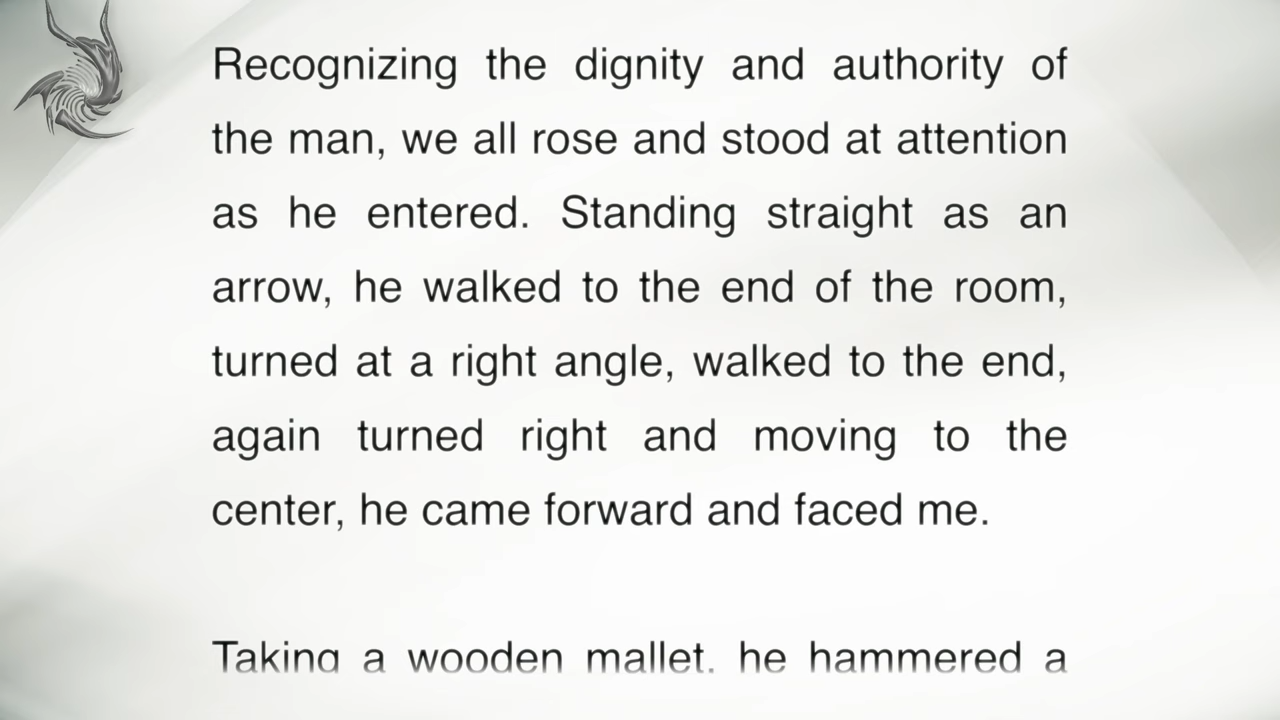 Recognizing the dignity and authority of
the man, we all rose and stood at attention
as he entered. Standing straight as an
arrow, he walked to the end of the room,
turned at a right angle, walked to the end,
again turned right and moving to the
center, he came forward and faced me.
Taking a wooden mallet, he hammered a